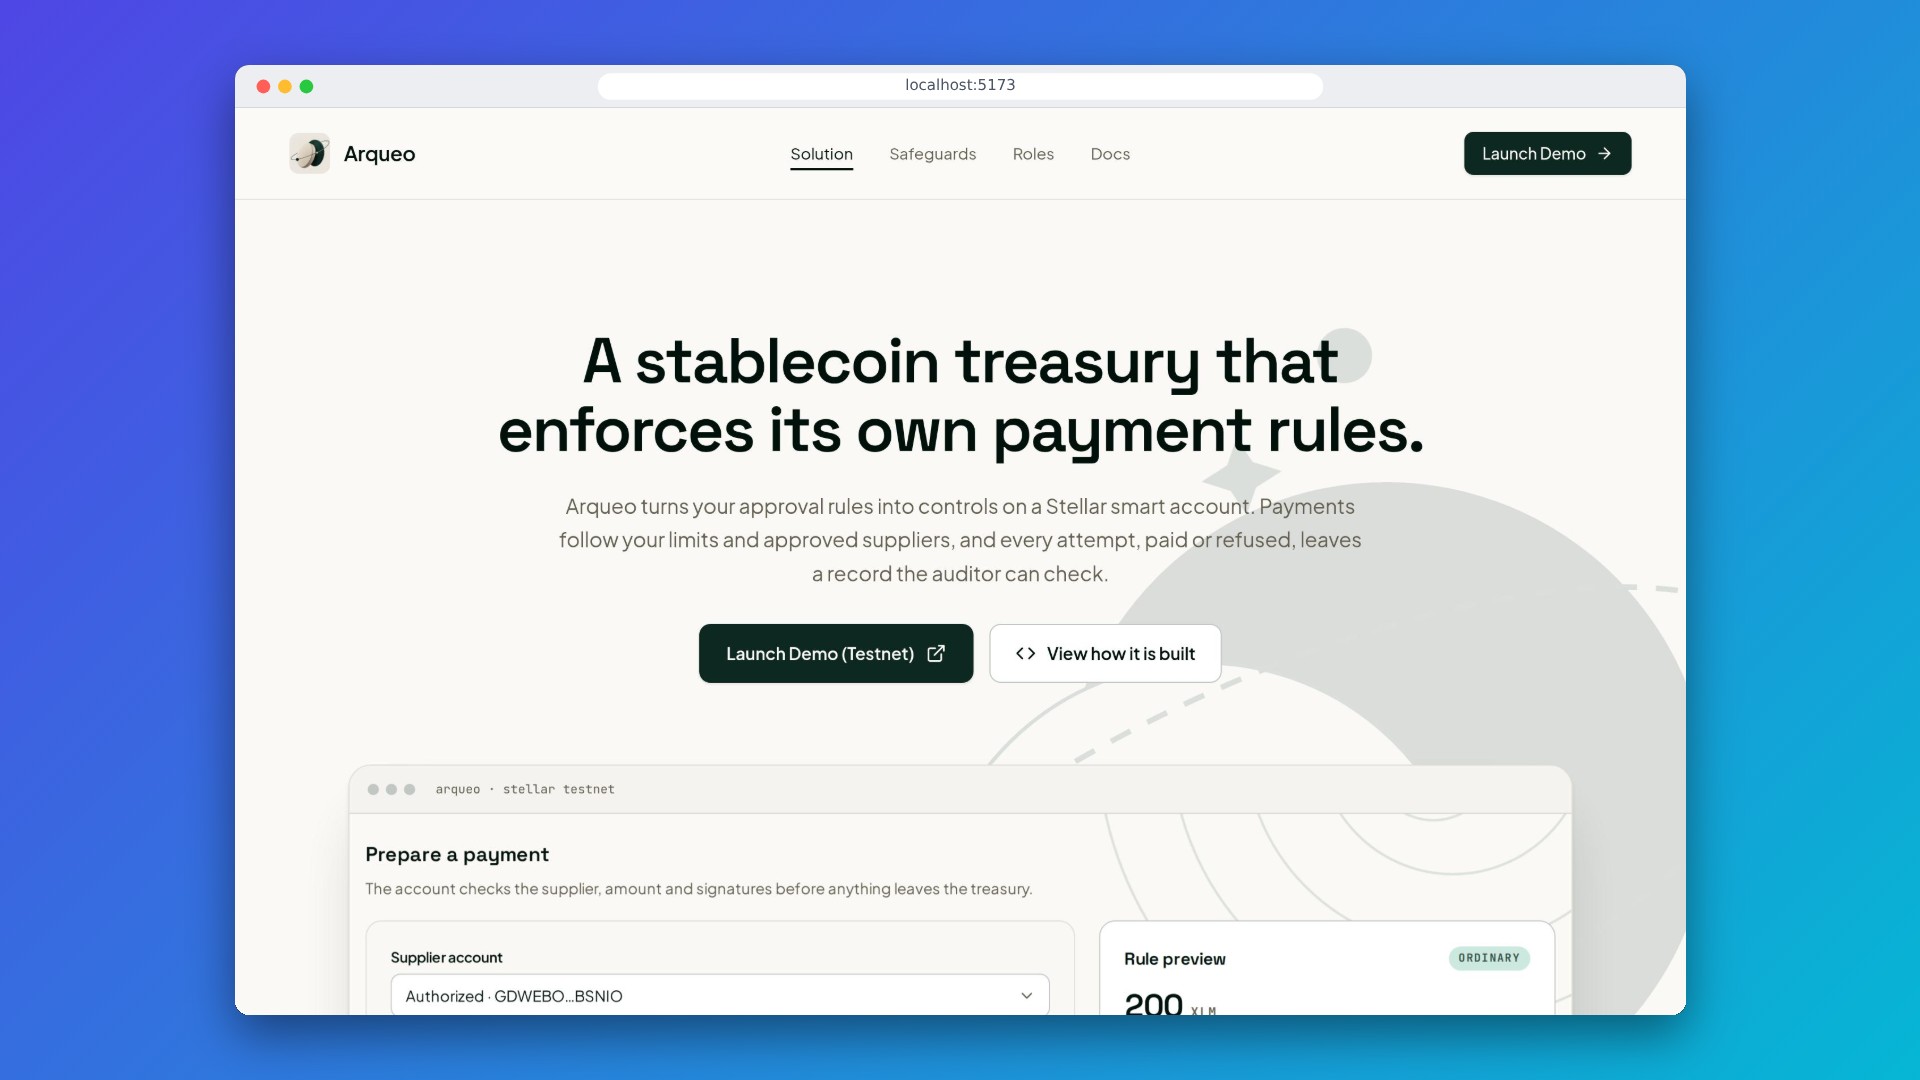 localhost:5173
Arqueo
Solution
Safeguards
Roles
Docs
Launch Demo
A stablecoin treasury that
enforces its own payment rules.
Arqueo turns your approval rules into controls on a Stellar smart account. Payments
follow your limits and approved suppliers, and every attempt, paid or refused, leaves
a record the auditor can check.
Launch Demo (Testnet)
View how it is built
arqueo · stellar testnet
Prepare a payment
The account checks the supplier, amount and signatures before anything leaves the treasury.
Supplier account
Authorized · GDWEBO...BSNIO
Rule preview
ORDINARY
200 XLM